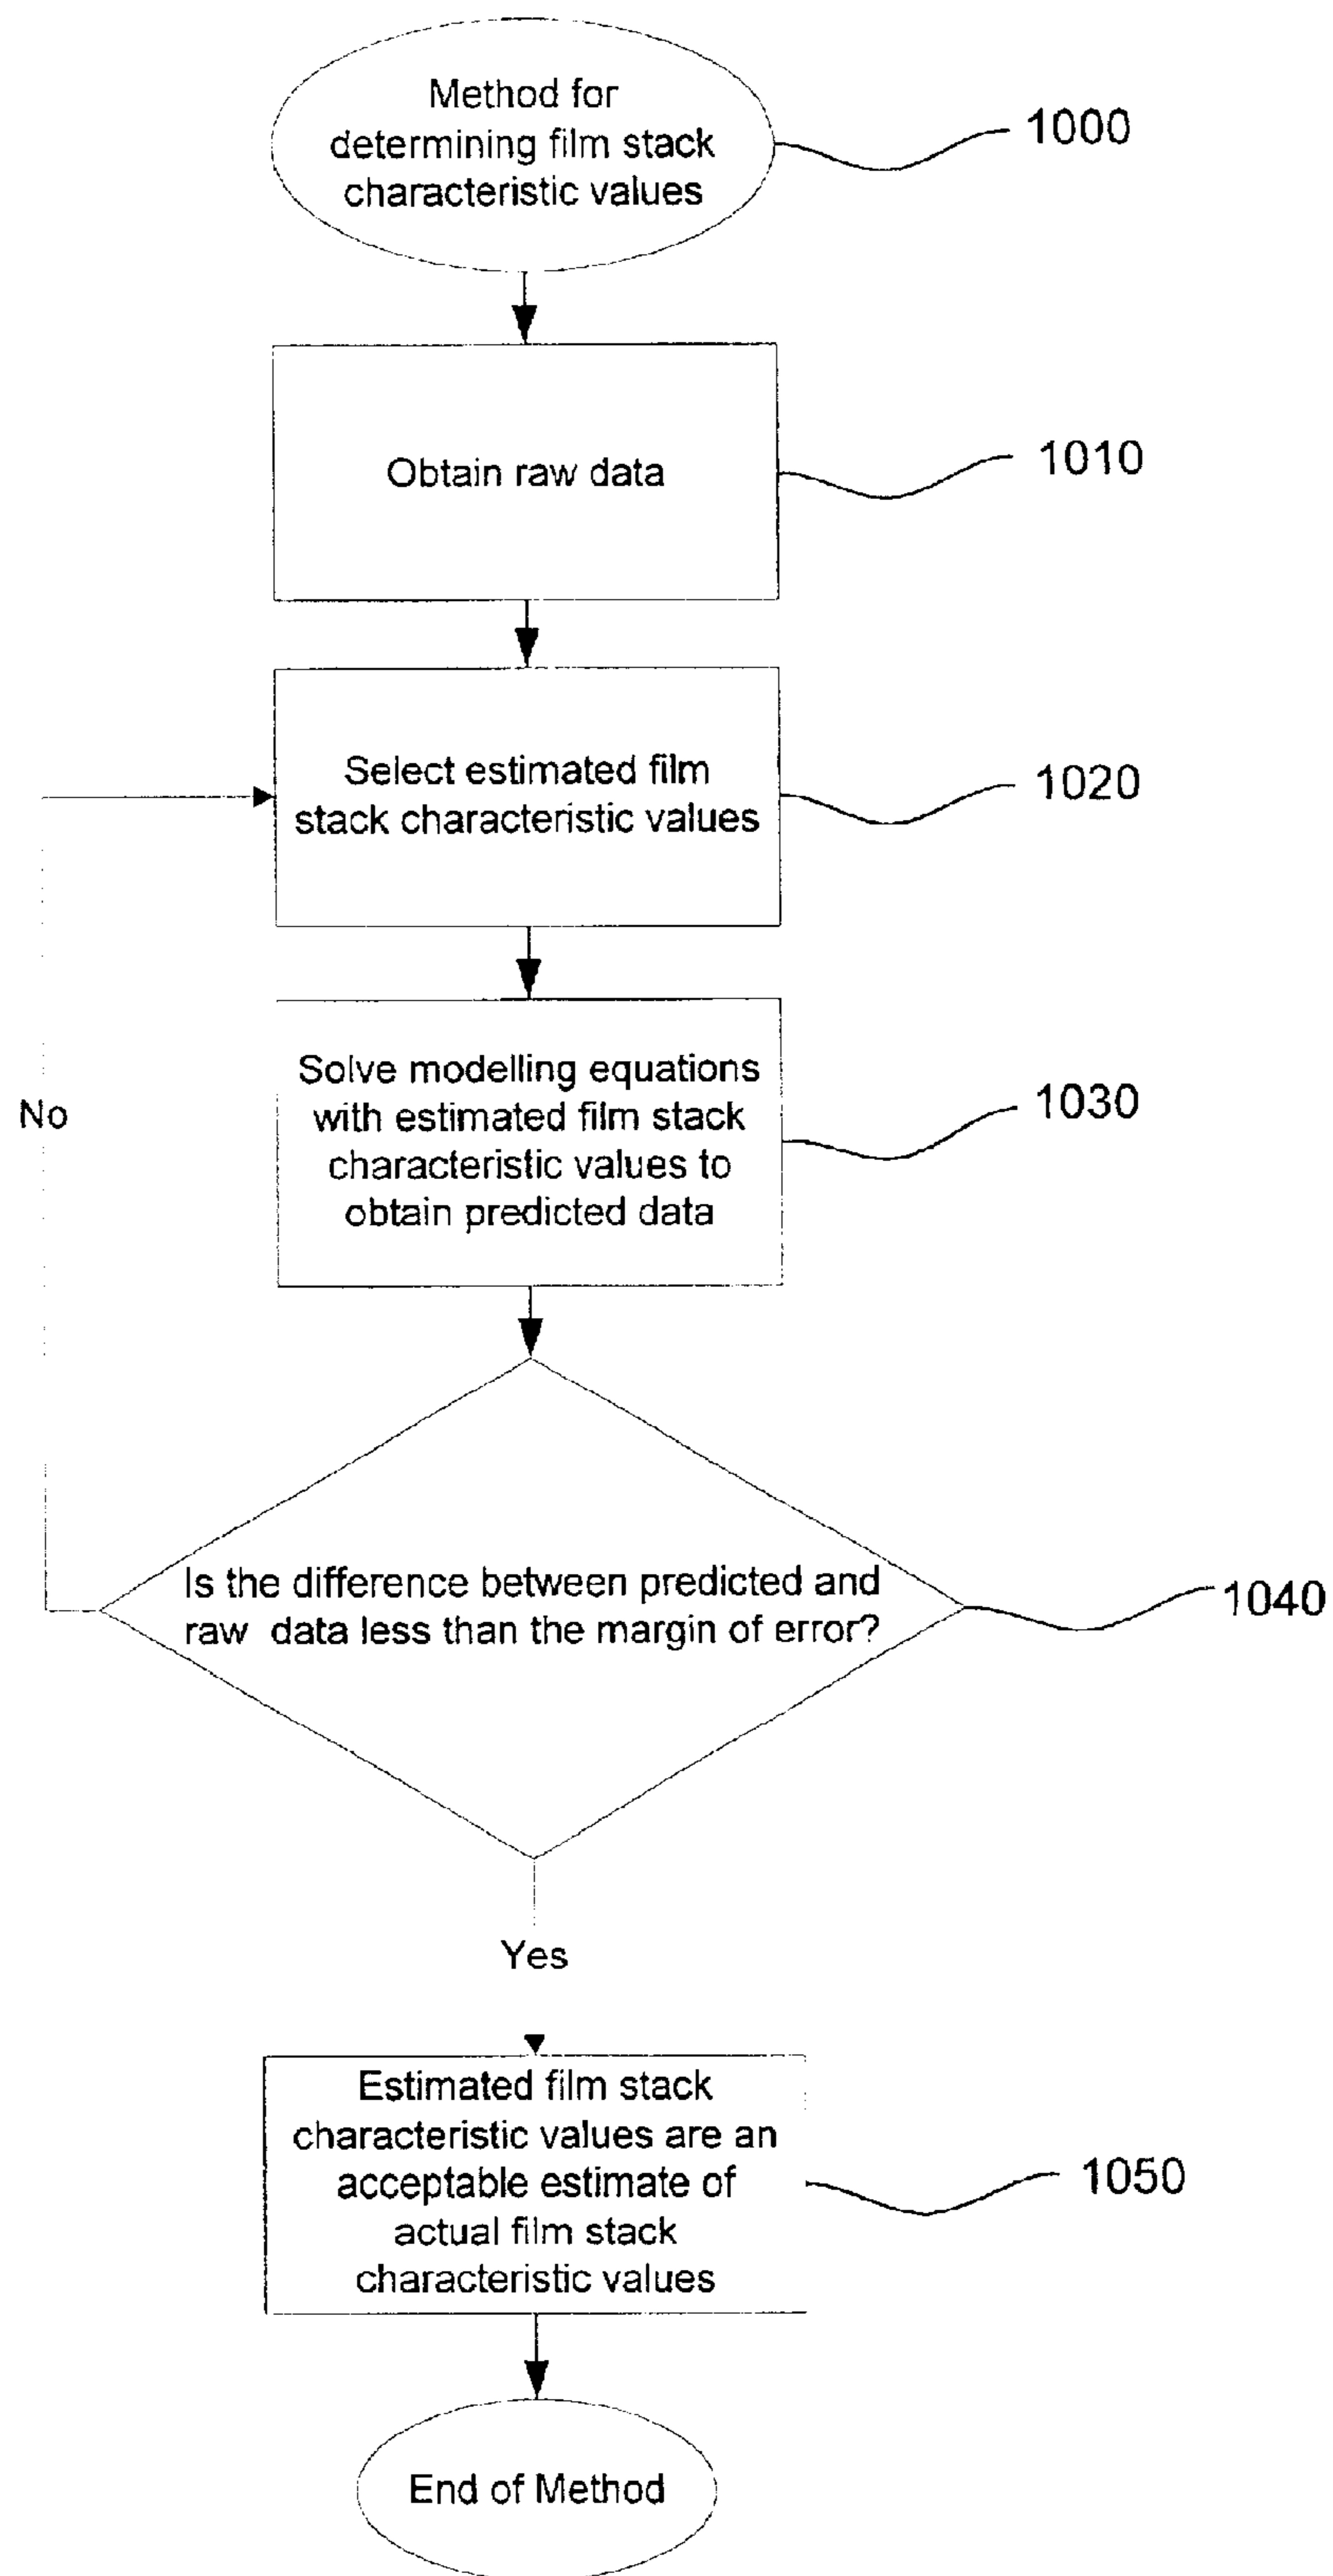 Method for
determining film stack
characteristic values
1000
Obtain raw data
1010
Select estimated film
stack characteristic values
1020
Solve modelling equations
with estimated film stack
characteristic values to
obtain predicted data
1030
No
Is the difference between predicted and
raw data less than the margin of error?
1040
Yes
Estimated film stack
characteristic values are an
acceptable estimate of
actual film stack
characteristic values
1050
End of Method